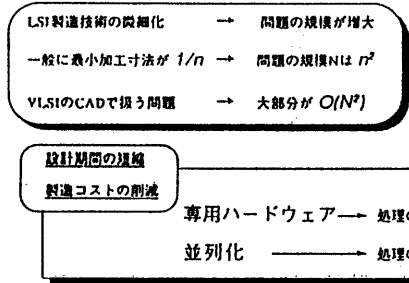 LSI製造技術の微細化 → 問題の規模が増大
一般に最小加工寸法が 1/n → 問題の規模Nは n²
VLSIのCADで扱う問題 → 大部分が O(N²)
設計期間の短縮
製造コストの削減
専用ハードウェア → 処理の
並列化 → 処理の